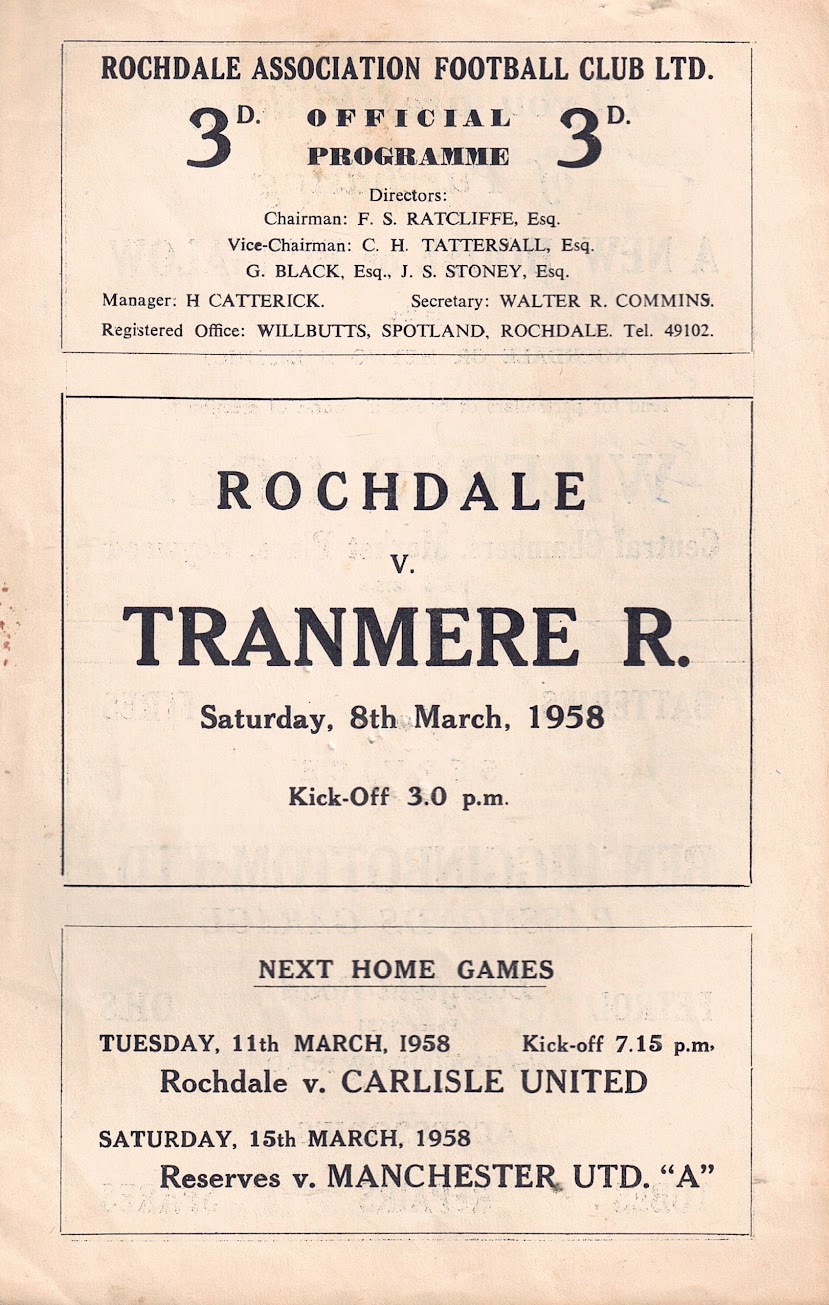 ROCHDALE ASSOCIATION FOOTBALL CLUB LTD.
3D. OFFICIAL 3D.
PROGRAMME
Directors:
Chairman: F. S. RATCLIFFE, Esq.
Vice-Chairman: C. H. TATTERSALL, Esq.
G. BLACK, Esq., J. S. STONEY, Esq.
Manager: H CATTERICK. Secretary: WALTER R. COMMINS.
Registered Office: WILLBUTTS, SPOTLAND, ROCHDALE. Tel. 49102.
ROCHDALE
V.
TRANMERE R.
Saturday, 8th March, 1958
Kick-Off 3.0 p.m.
NEXT HOME GAMES
TUESDAY, 11th MARCH, 1958 Kick-off 7.15 p.m.
Rochdale v. CARLISLE UNITED
SATURDAY, 15th MARCH, 1958
Reserves v. MANCHESTER UTD. “A”